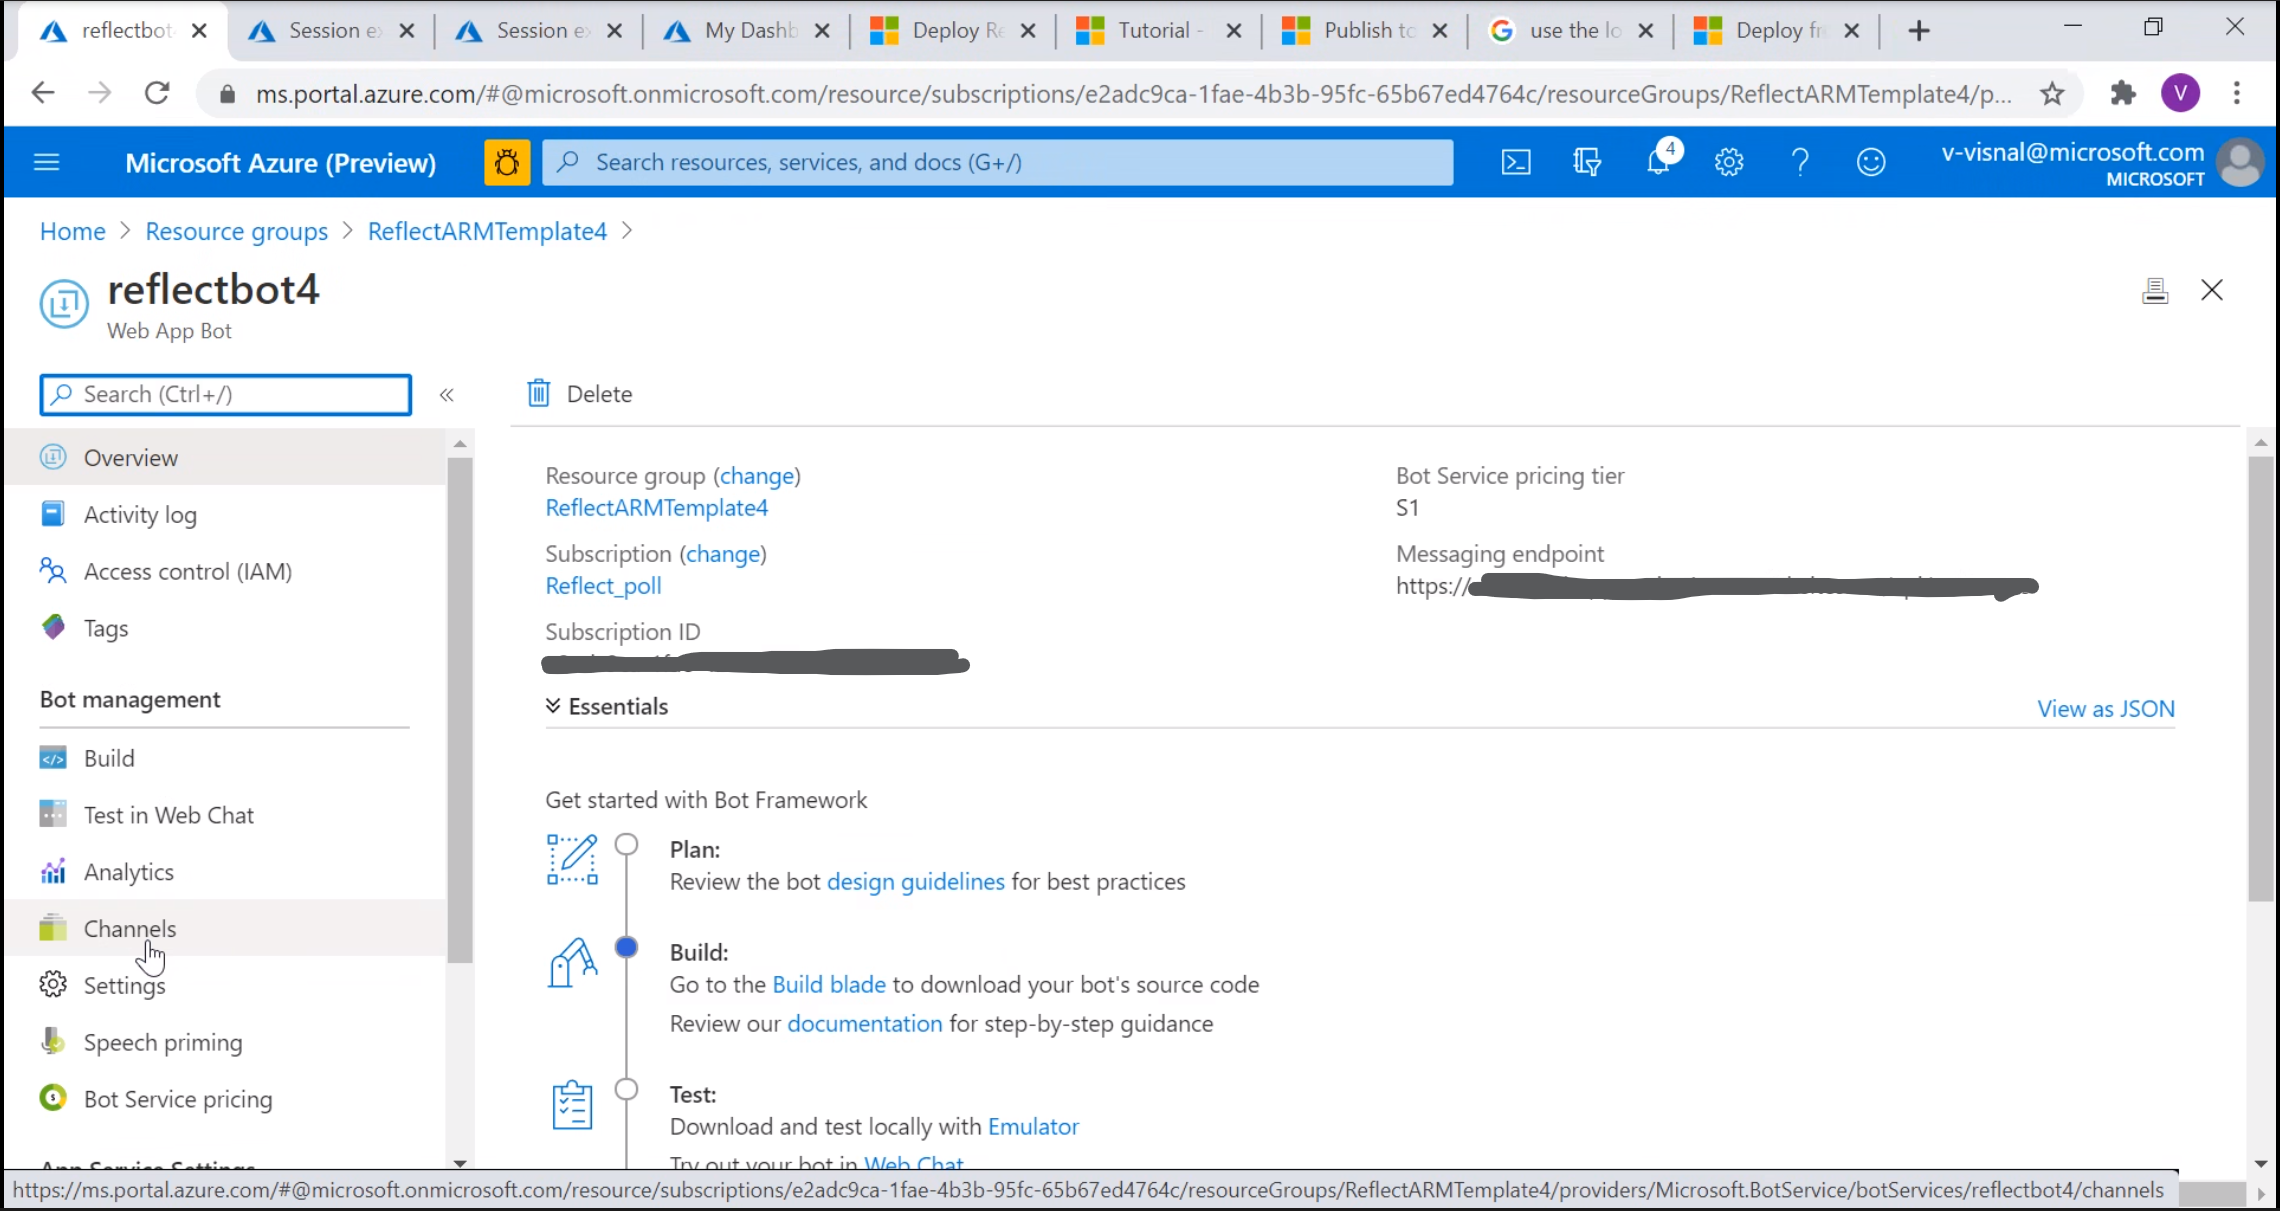 reflectbot
Session e
Session e
My Dashb
Deploy Re
Tutorial -
Publish to
use the lo
Deploy fr
ms.portal.azure.com/#@microsoft.onmicrosoft.com/resource/subscriptions/e2adc9ca-1fae-4b3b-95fc-65b67ed4764c/resourceGroups/ReflectARMTemplate4/p...
V
Microsoft Azure (Preview)
Search resources, services, and docs (G+/)
4
v-visnal@microsoft.com
MICROSOFT
Home > Resource groups > ReflectARMTemplate4 >
reflectbot4
Web App Bot
Search (Ctrl+/)
«
Overview
Activity log
Access control (IAM)
Tags
Bot management
Build
Test in Web Chat
Analytics
Channels
Settings
Speech priming
Bot Service pricing
App Service Settings
Delete
Resource group (change)
ReflectARMTemplate4
Subscription (change)
Reflect_poll
Subscription ID
Bot Service pricing tier
S1
Messaging endpoint
https://
Essentials
View as JSON
Get started with Bot Framework
Plan:
Review the bot design guidelines for best practices
Build:
Go to the Build blade to download your bot's source code
Review our documentation for step-by-step guidance
Test:
Download and test locally with Emulator
Try out your bot in Web Chat
https://ms.portal.azure.com/#@microsoft.onmicrosoft.com/resource/subscriptions/e2adc9ca-1fae-4b3b-95fc-65b67ed4764c/resourceGroups/ReflectARMTemplate4/providers/Microsoft.BotService/botServices/reflectbot4/channels